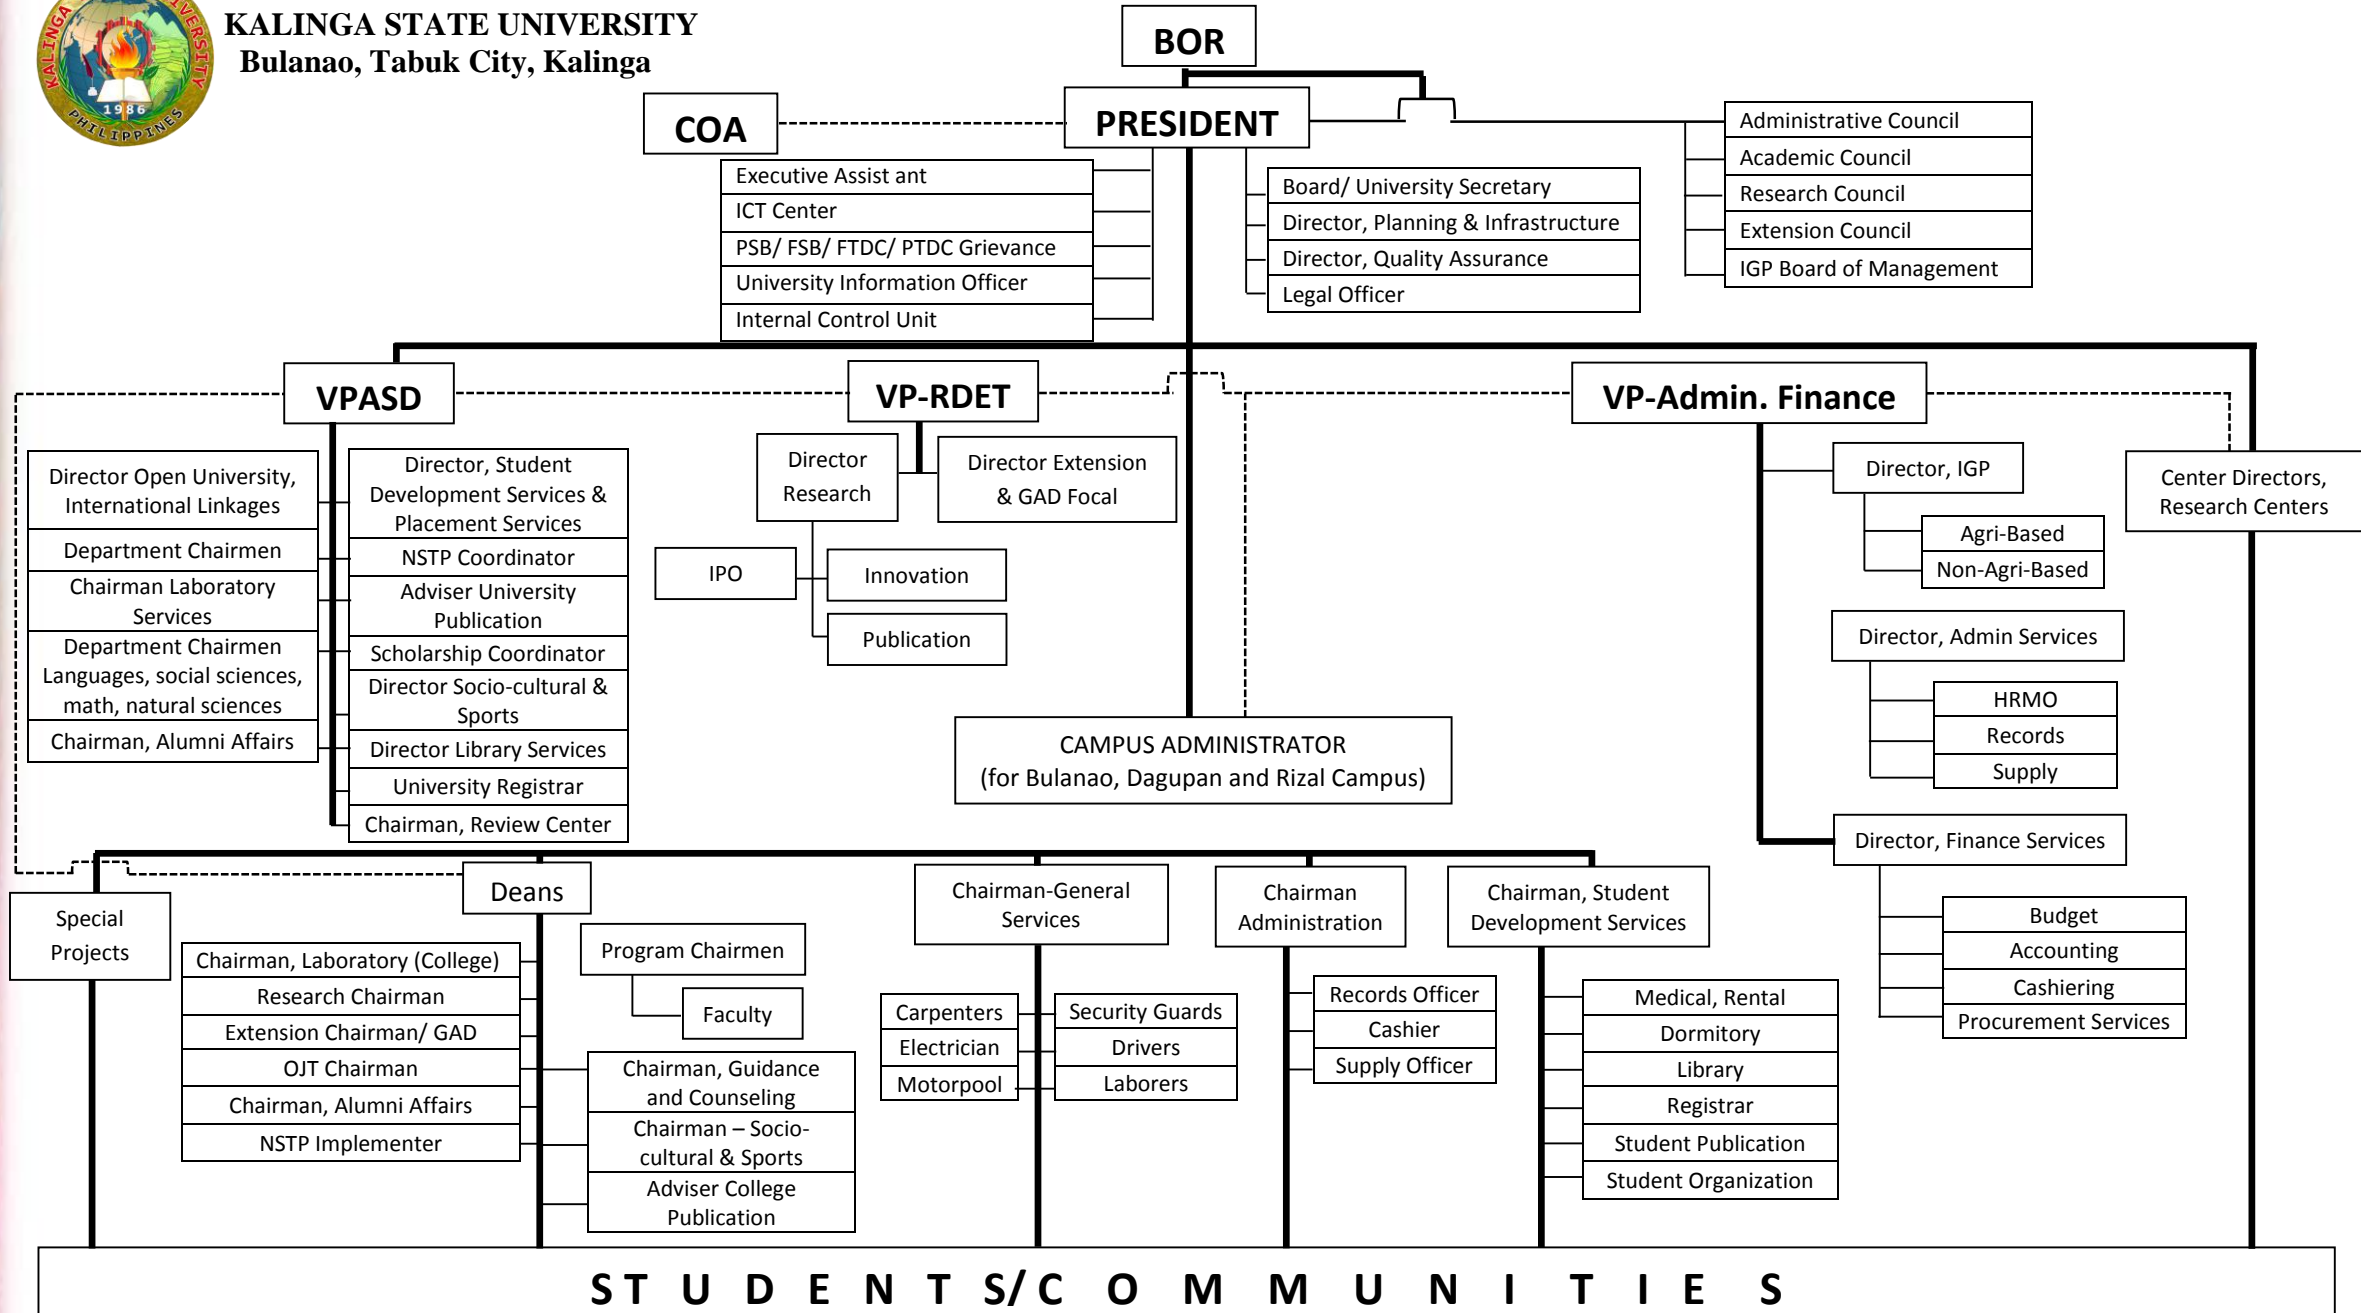 KALINGA STATE UNIVERSITY
Bulanao, Tabuk City, Kalinga
KALINGA
UNIVERSITY
1986
PHILIPPINES
BOR
COA
PRESIDENT
Executive Assist ant
ICT Center
PSB/ FSB/ FTDC/ PTDC Grievance
University Information Officer
Internal Control Unit
Board/ University Secretary
Director, Planning & Infrastructure
Director, Quality Assurance
Legal Officer
Administrative Council
Academic Council
Research Council
Extension Council
IGP Board of Management
VPASD
VP-RDET
VP-Admin. Finance
Director Open University,
International Linkages
Department Chairmen
Chairman Laboratory
Services
Department Chairmen
Languages, social sciences,
math, natural sciences
Chairman, Alumni Affairs
Director, Student
Development Services &
Placement Services
NSTP Coordinator
Adviser University
Publication
Scholarship Coordinator
Director Socio-cultural &
Sports
Director Library Services
University Registrar
Chairman, Review Center
Director
Research
Director Extension
& GAD Focal
IPO
Innovation
Publication
Director, IGP
Agri-Based
Non-Agri-Based
Director, Admin Services
HRMO
Records
Supply
Director, Finance Services
Budget
Accounting
Cashiering
Procurement Services
Center Directors,
Research Centers
CAMPUS ADMINISTRATOR
(for Bulanao, Dagupan and Rizal Campus)
Special
Projects
Deans
Chairman, Laboratory (College)
Research Chairman
Extension Chairman/ GAD
OJT Chairman
Chairman, Alumni Affairs
NSTP Implementer
Program Chairmen
Faculty
Chairman, Guidance
and Counseling
Chairman – Socio-
cultural & Sports
Adviser College
Publication
Chairman-General
Services
Carpenters
Electrician
Motorpool
Security Guards
Drivers
Laborers
Chairman
Administration
Records Officer
Cashier
Supply Officer
Chairman, Student
Development Services
Medical, Rental
Dormitory
Library
Registrar
Student Publication
Student Organization
S T U D E N T S/ C O M M U N I T I E S